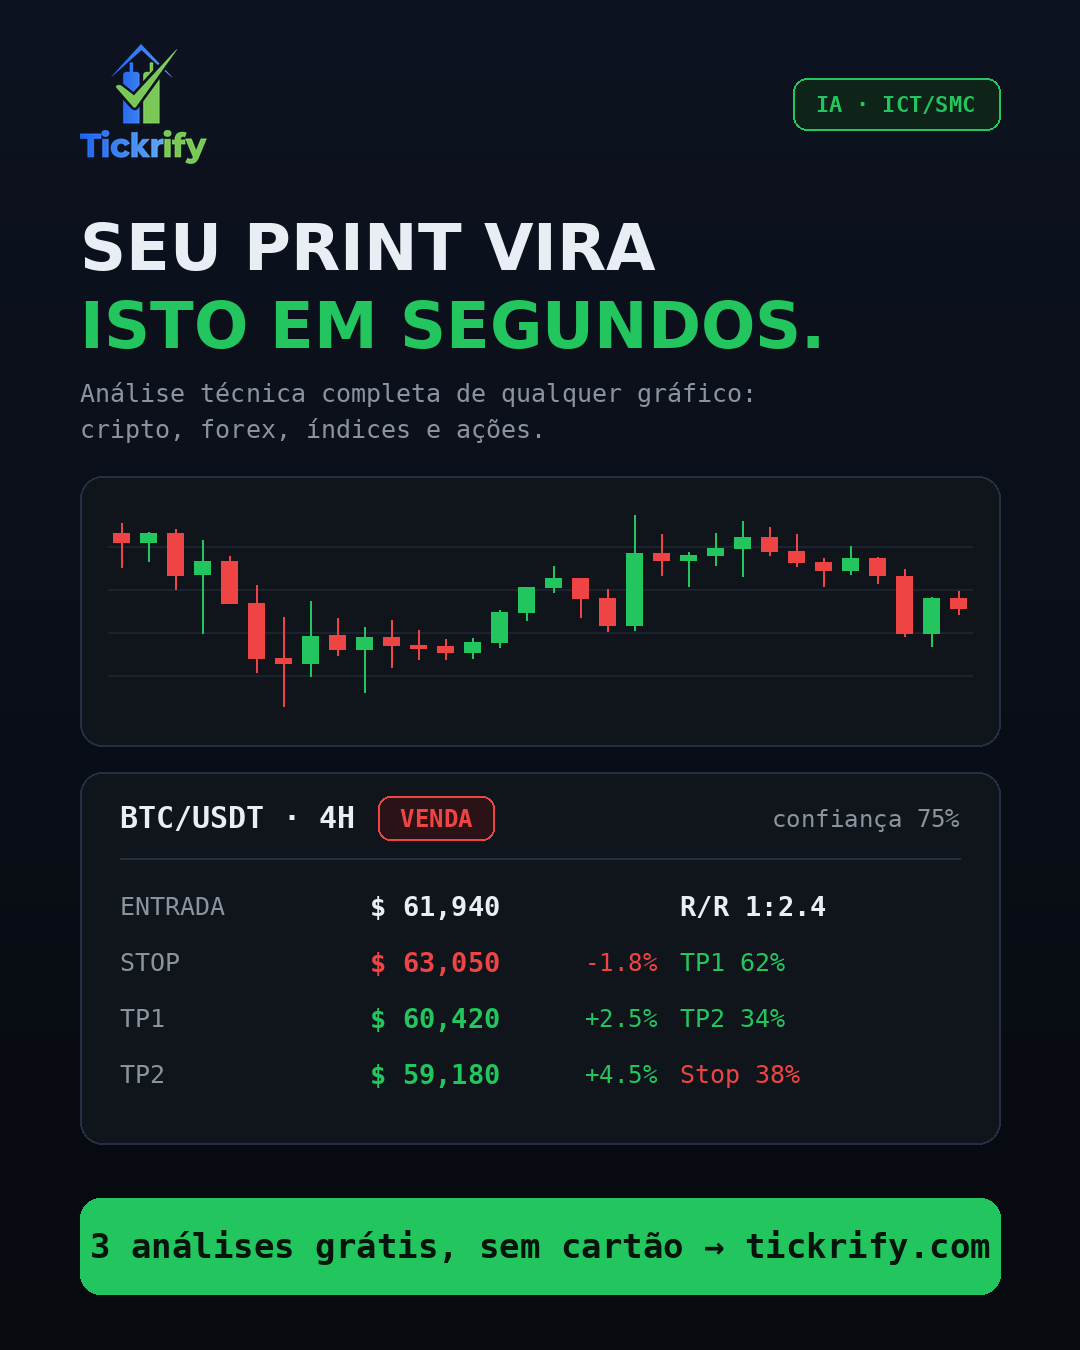 Tickrify
IA · ICT/SMC
SEU PRINT VIRA
ISTO EM SEGUNDOS.
Análise técnica completa de qualquer gráfico:
cripto, forex, índices e ações.
BTC/USDT · 4H VENDA confiança 75%
ENTRADA $ 61,940 R/R 1:2.4
STOP $ 63,050 -1.8% TP1 62%
TP1 $ 60,420 +2.5% TP2 34%
TP2 $ 59,180 +4.5% Stop 38%
3 análises grátis, sem cartão → tickrify.com